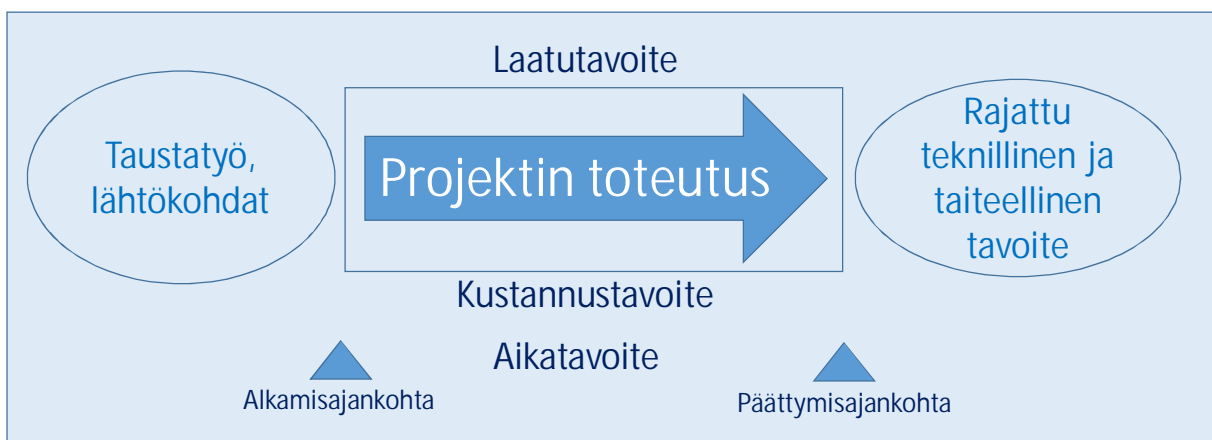 Laatutavoite
Taustatyö,
lähtökohdat
Projektin toteutus
Rajattu
teknillinen ja
taiteellinen
tavoite
Kustannustavoite
Aikatavoite
Alkamisajankohta
Päättymisajankohta